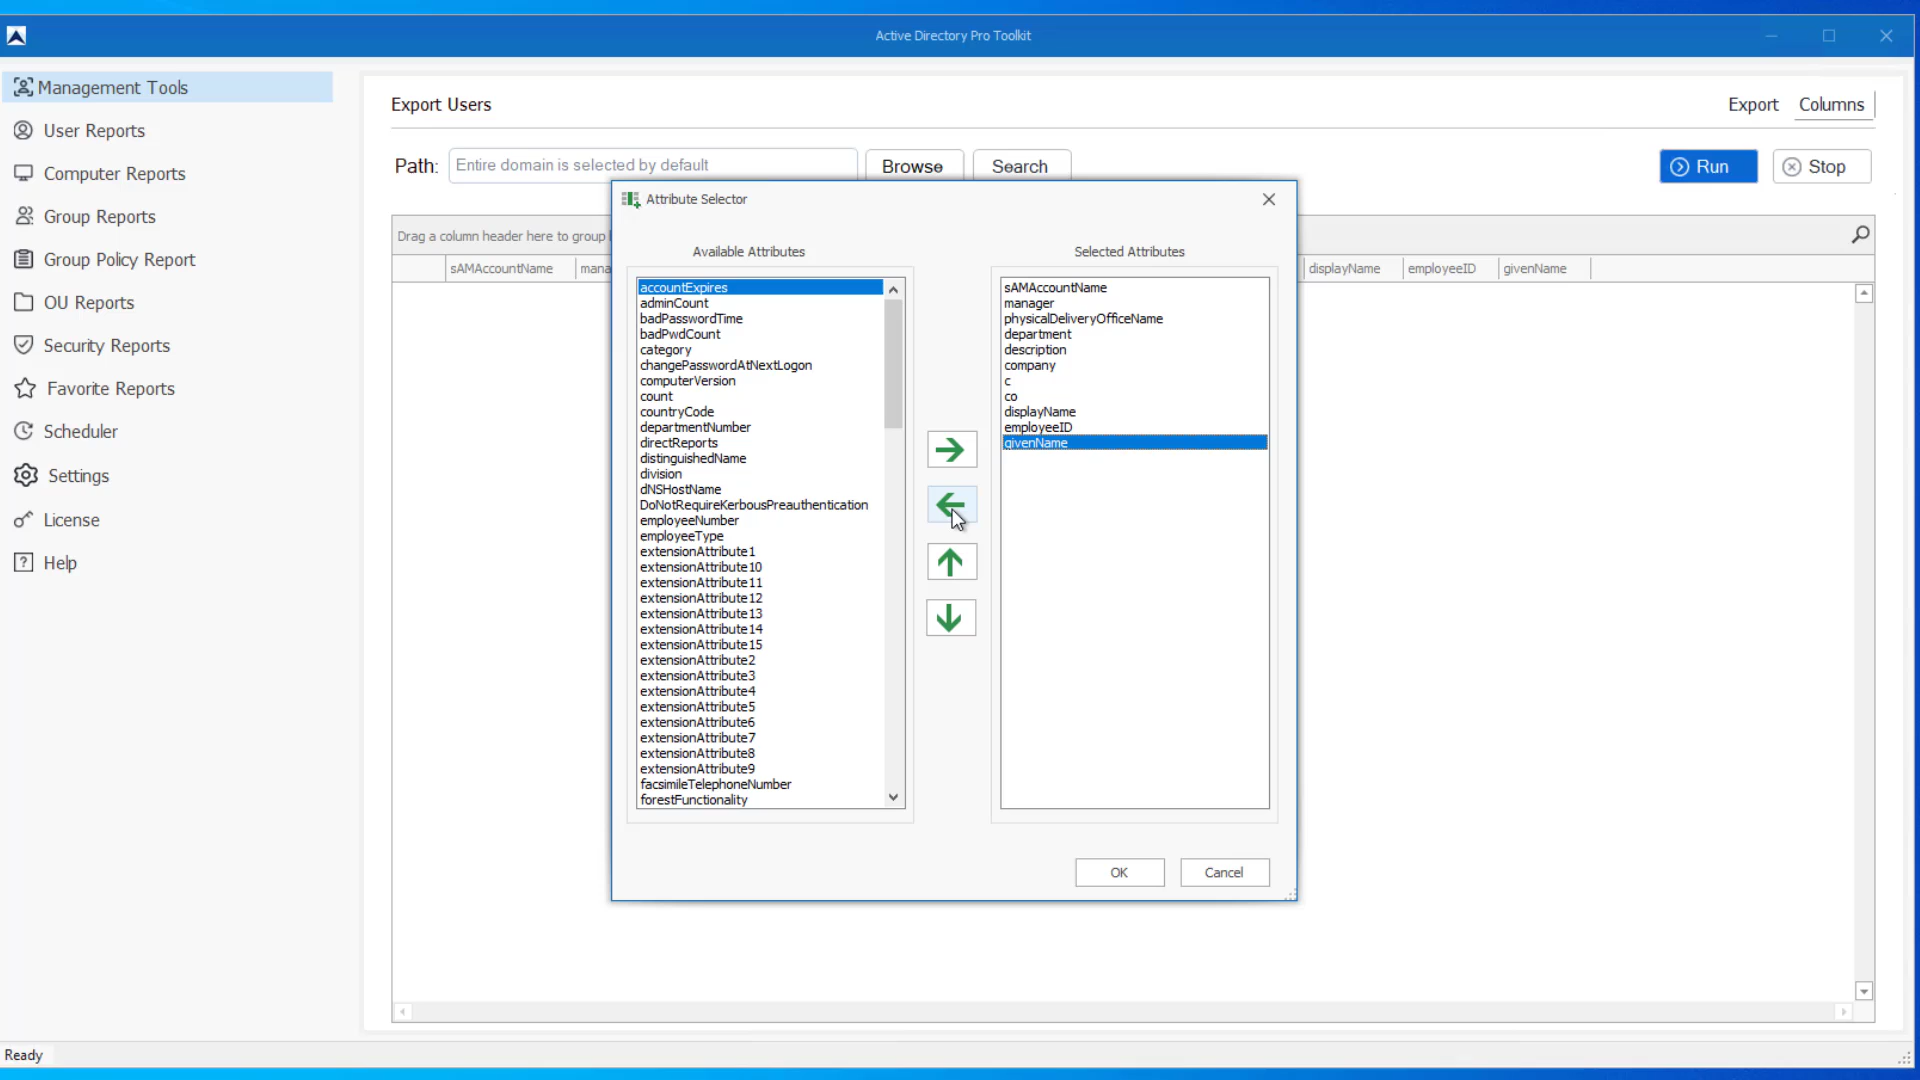 Active Directory Pro Toolkit
Management Tools
User Reports
Computer Reports
Group Reports
Group Policy Report
OU Reports
Security Reports
Favorite Reports
Scheduler
Settings
License
Help
Export Users
Export Columns
Path: Entire domain is selected by default Browse Search Run Stop
Drag a column header here to group
sAMAccountName mana displayName employeeID givenName
Attribute Selector
Available Attributes
accountExpires
adminCount
badPasswordTime
badPwdCount
category
changePasswordAtNextLogon
computerVersion
count
countryCode
departmentNumber
directReports
distinguishedName
division
dNSHostName
DoNotRequireKerbousPreauthentication
employeeNumber
employeeType
extensionAttribute1
extensionAttribute10
extensionAttribute11
extensionAttribute12
extensionAttribute13
extensionAttribute14
extensionAttribute15
extensionAttribute2
extensionAttribute3
extensionAttribute4
extensionAttribute5
extensionAttribute6
extensionAttribute7
extensionAttribute8
extensionAttribute9
facsimileTelephoneNumber
forestFunctionality
Selected Attributes
sAMAccountName
manager
physicalDeliveryOfficeName
department
description
company
c
co
displayName
employeeID
givenName
OK Cancel
Ready